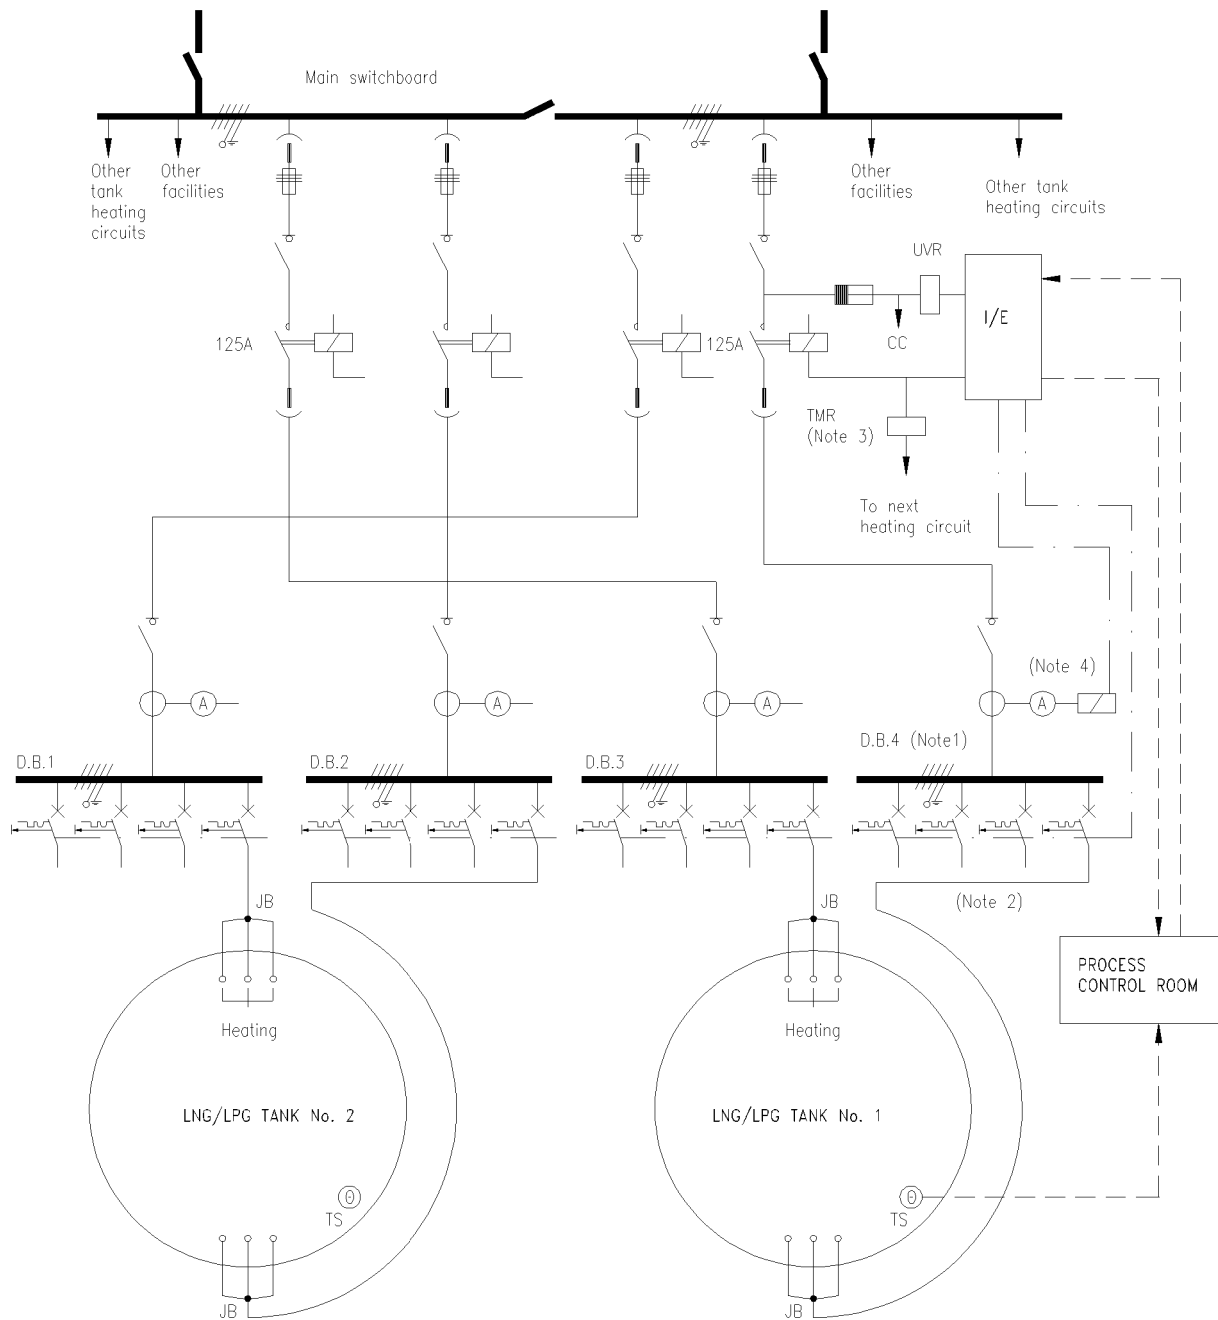 Main switchboard
Other
tank
heating
circuits
Other
facilities
Other
facilities
Other tank
heating circuits
UVR
I/E
CC
125A
125A
TMR
(Note 3)
To next
heating circuit
(Note 4)
A
A
A
A
D.B.1
D.B.2
D.B.3
D.B.4 (Note1)
JB
JB
(Note 2)
PROCESS
CONTROL ROOM
Heating
Heating
LNG/LPG TANK No. 2
LNG/LPG TANK No. 1
θ
TS
θ
TS
JB
JB